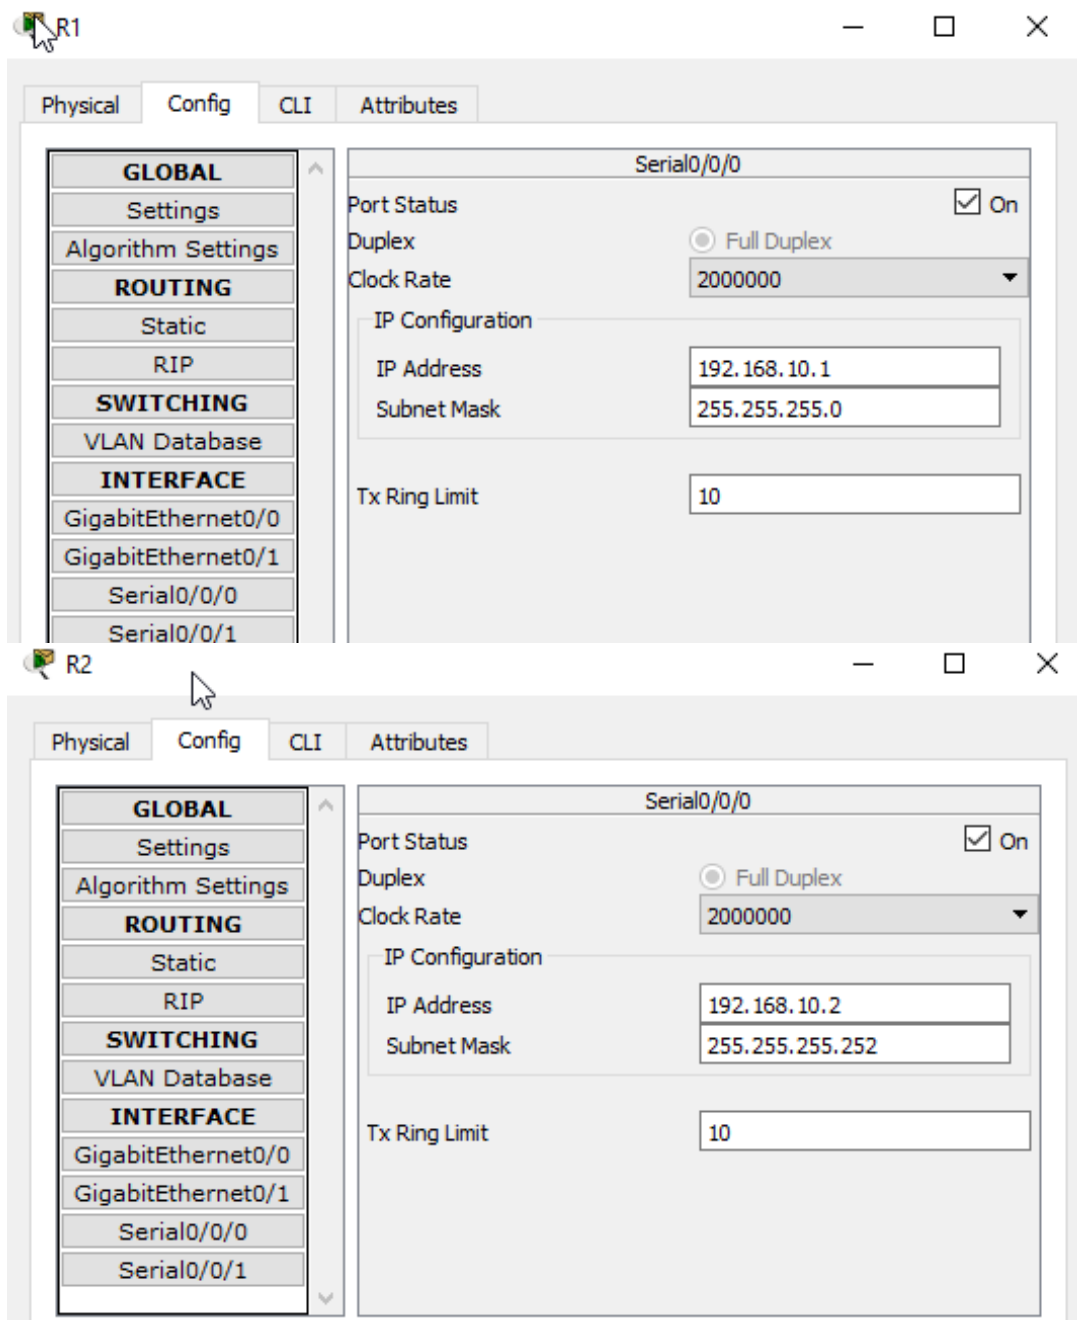 R1
Physical Config CLI Attributes
GLOBAL
Settings
Algorithm Settings
ROUTING
Static
RIP
SWITCHING
VLAN Database
INTERFACE
GigabitEthernet0/0
GigabitEthernet0/1
Serial0/0/0
Serial0/0/1
Serial0/0/0
Port Status On
Duplex Full Duplex
Clock Rate 2000000
IP Configuration
IP Address 192.168.10.1
Subnet Mask 255.255.255.0
Tx Ring Limit 10
R2
Physical Config CLI Attributes
GLOBAL
Settings
Algorithm Settings
ROUTING
Static
RIP
SWITCHING
VLAN Database
INTERFACE
GigabitEthernet0/0
GigabitEthernet0/1
Serial0/0/0
Serial0/0/1
Serial0/0/0
Port Status On
Duplex Full Duplex
Clock Rate 2000000
IP Configuration
IP Address 192.168.10.2
Subnet Mask 255.255.255.252
Tx Ring Limit 10